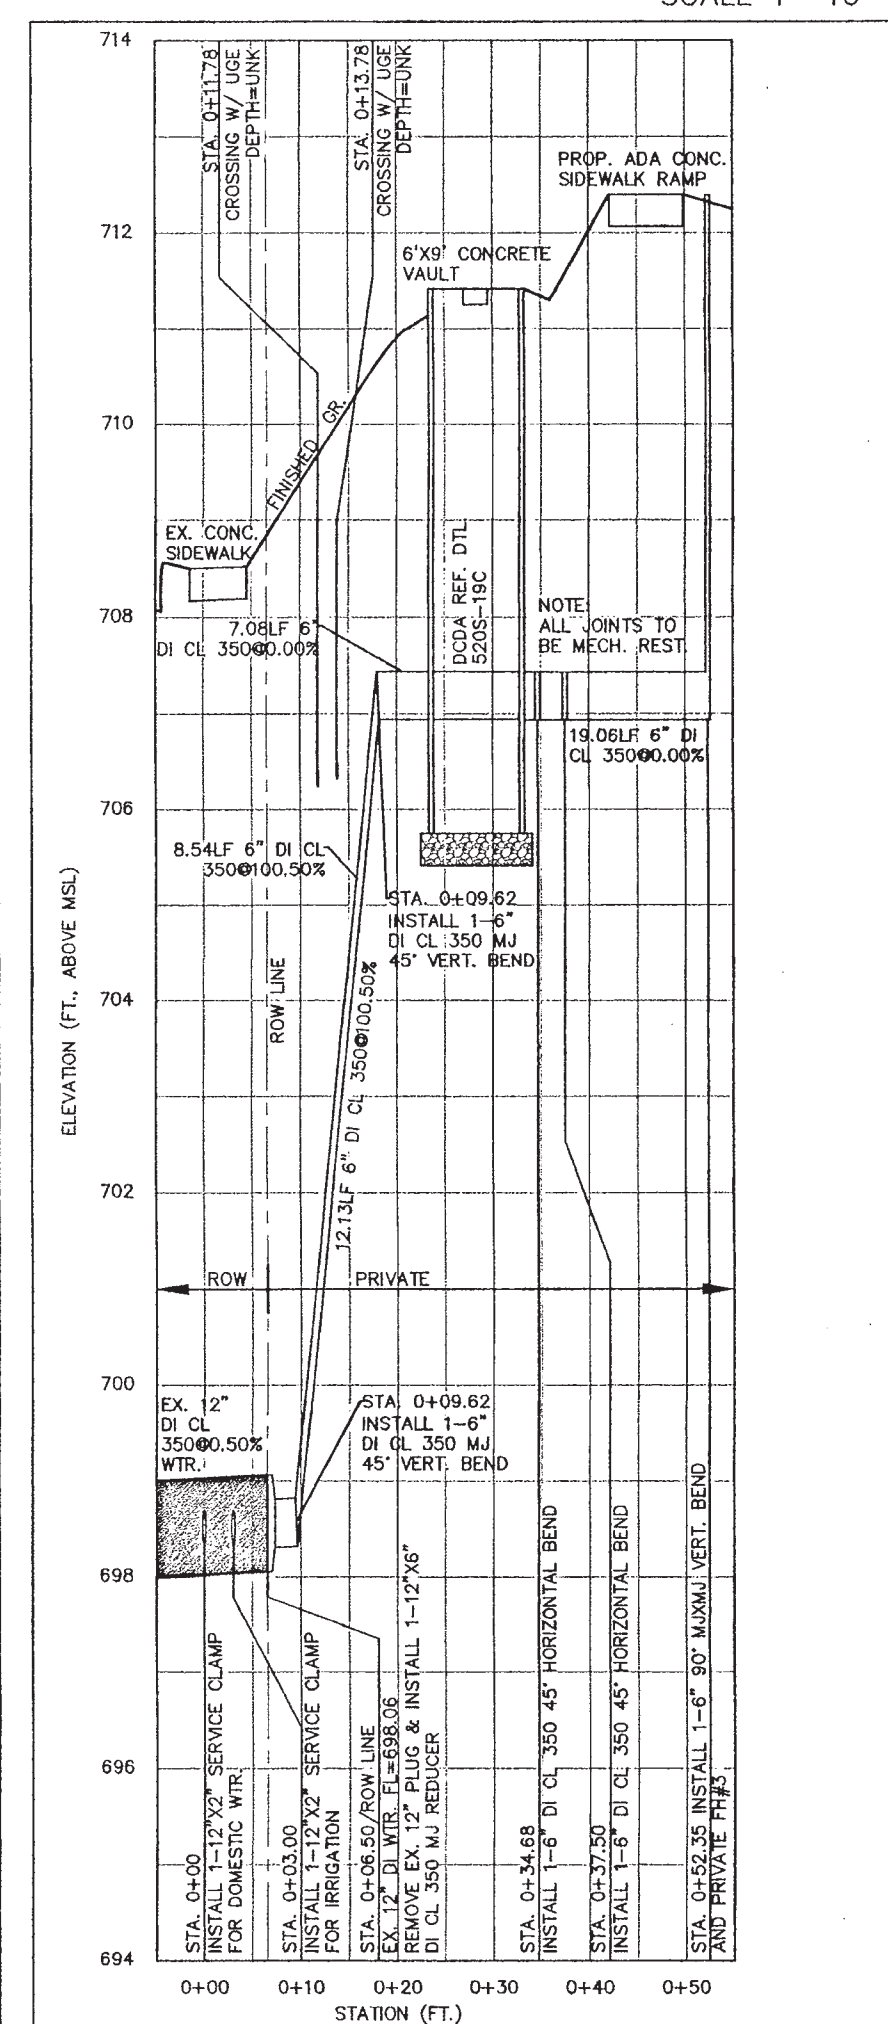 714
STA. 0+11.78
CROSSING W/ UGE
DEPTH=UNK
STA. 0+13.78
CROSSING W/ UGE
DEPTH=UNK
PROP. ADA CONC.
SIDEWALK RAMP
712
6'X9' CONCRETE
VAULT
710
FINISHED GR.
EX. CONC.
SIDEWALK
708
7.08LF 6"
DI CL 350@0.00%
DCDA REF. DTL
520S-19C
NOTE:
ALL JOINTS TO
BE MECH. REST.
19.06LF 6" DI
CL 350@0.00%
706
8.54LF 6" DI CL
350@100.50%
STA. 0+09.62
INSTALL 1-6"
DI CL 350 MJ
45° VERT. BEND
ELEVATION (FT., ABOVE MSL)
ROW LINE
704
12.13LF 6" DI CL 350@100.50%
702
ROW
PRIVATE
700
EX. 12"
DI CL
350@0.50%
WTR.
STA. 0+09.62
INSTALL 1-6"
DI CL 350 MJ
45° VERT. BEND
698
696
694
STA. 0+00
INSTALL 1-12"X2" SERVICE CLAMP
FOR DOMESTIC WTR.
STA. 0+03.00
INSTALL 1-12"X2" SERVICE CLAMP
FOR IRRIGATION
STA. 0+06.50/ROW LINE
EX. 12" DI WTR. FL=698.06
REMOVE EX. 12" PLUG & INSTALL 1-12"X6"
DI CL 350 MJ REDUCER
STA. 0+34.68
INSTALL 1-6" DI CL 350 45° HORIZONTAL BEND
STA. 0+37.50
INSTALL 1-6" DI CL 350 45° HORIZONTAL BEND
STA. 0+52.35 INSTALL 1-6" 90° MJXMJ VERT. BEND
AND PRIVATE FH#3
0+00 0+10 0+20 0+30 0+40 0+50
STATION (FT.)